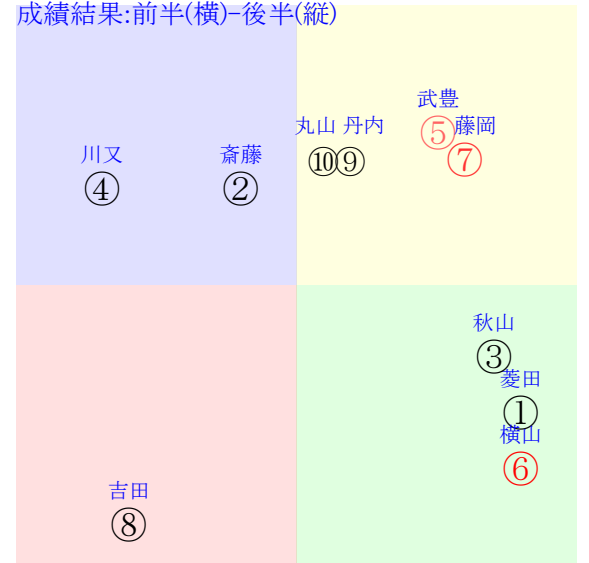 成績結果:前半(横)-後半(縦)
武豊
⑤
丸山 丹内
藤岡
⑩⑨
⑦
川又
④
斎藤
②
秋山
③
菱田
①
横山
⑥
吉田
⑧